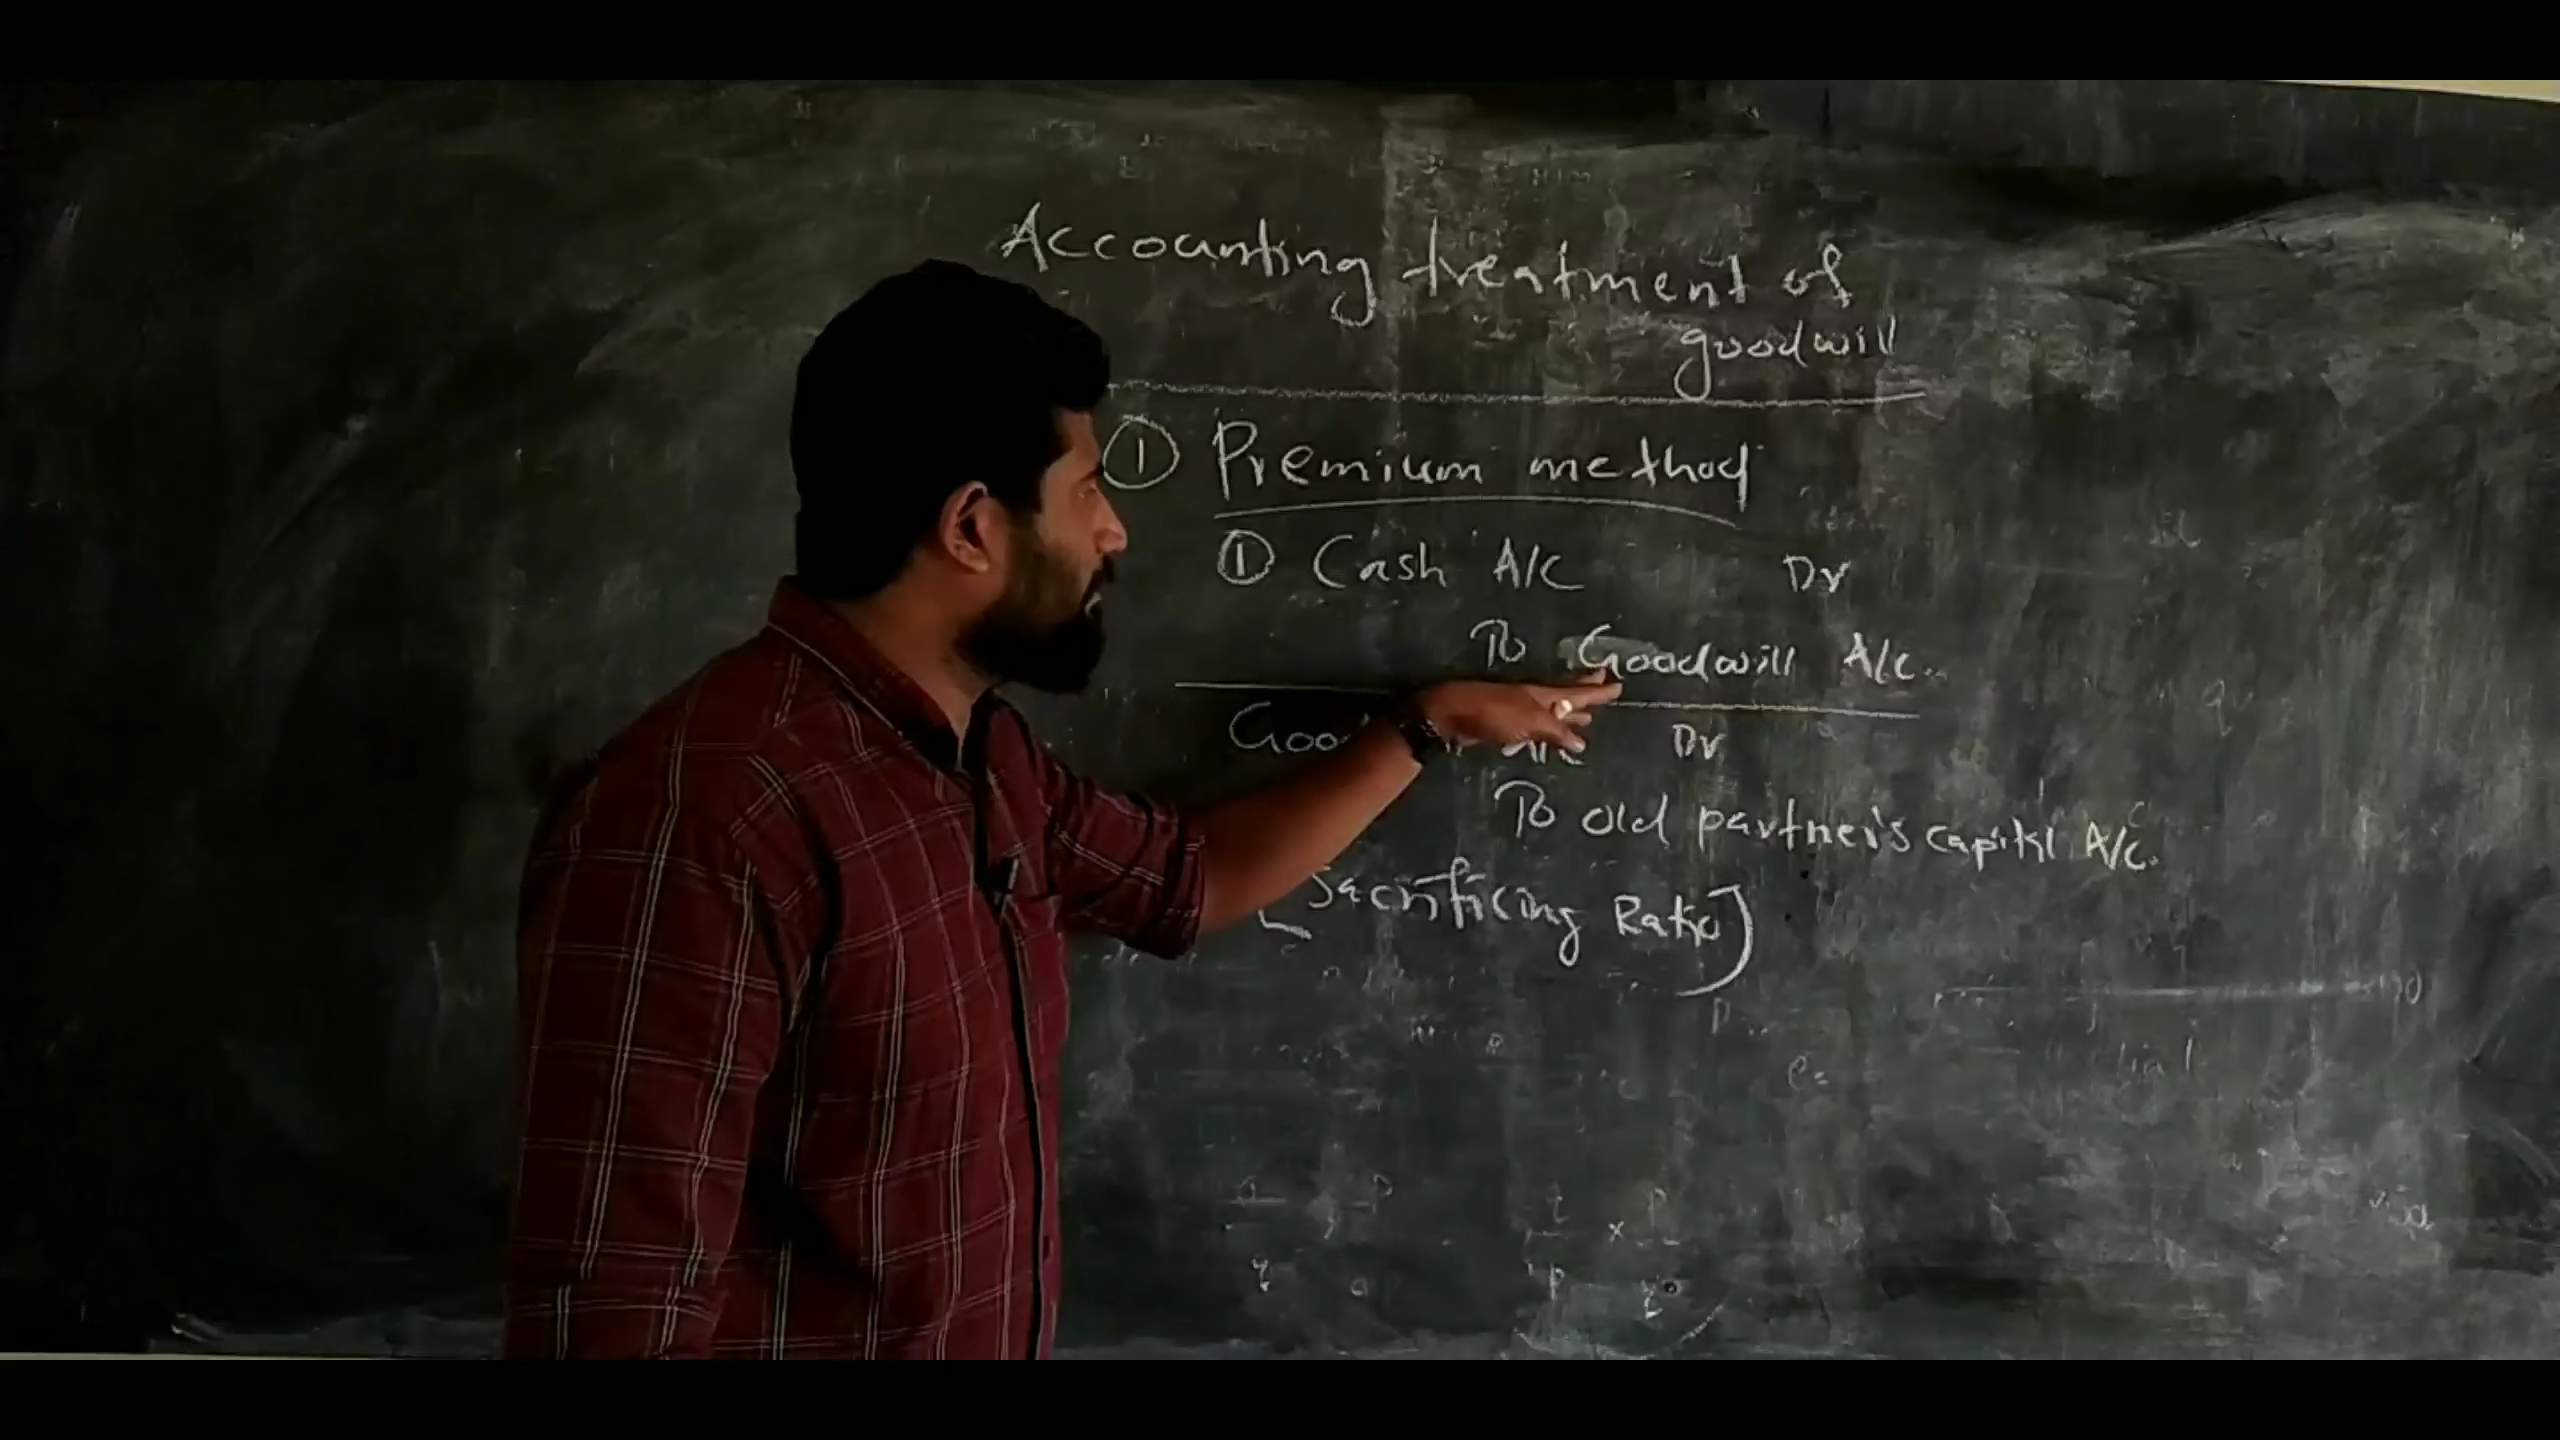 Accounting treatment of
goodwill
① Premium method
① Cash A/C Dr
To Goodwill A/C.
Goo A/C Dr
To old partner's capital A/C.
(Sacrificing Ratio)